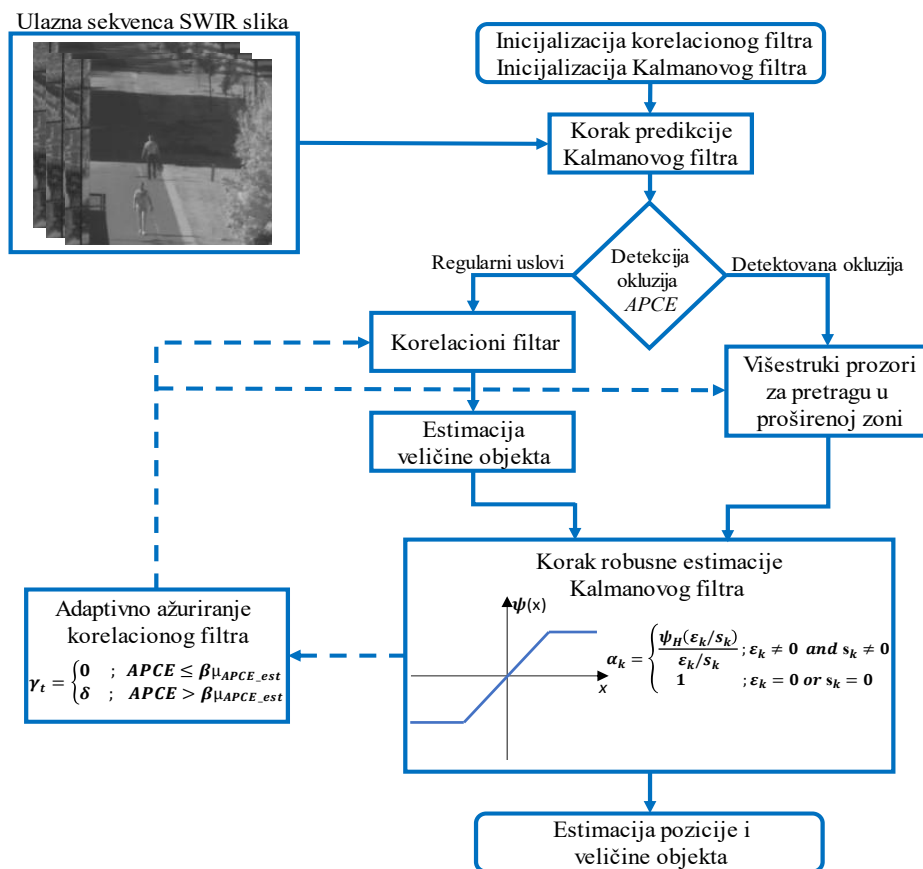 Ulazna sekvenca SWIR slika
Inicijalizacija korelacionog filtra
Inicijalizacija Kalmanovog filtra
Korak predikcije
Kalmanovog filtra
Detekcija
okluzija
APCE
Regularni uslovi
Detektovana okluzija
Korelacioni filtar
Višestruki prozori
za pretragu u
proširenoj zoni
Estimacija
veličine objekta
Korak robusne estimacije
Kalmanovog filtra
ψ(x)
x
α_k = { ψ_H(ε_k/s_k) / (ε_k/s_k) ; ε_k ≠ 0 and s_k ≠ 0
1 ; ε_k = 0 or s_k = 0
Adaptivno ažuriranje
korelacionog filtra
γ_t = { 0 ; APCE ≤ βμ_APCE_est
δ ; APCE > βμ_APCE_est
Estimacija pozicije i
veličine objekta